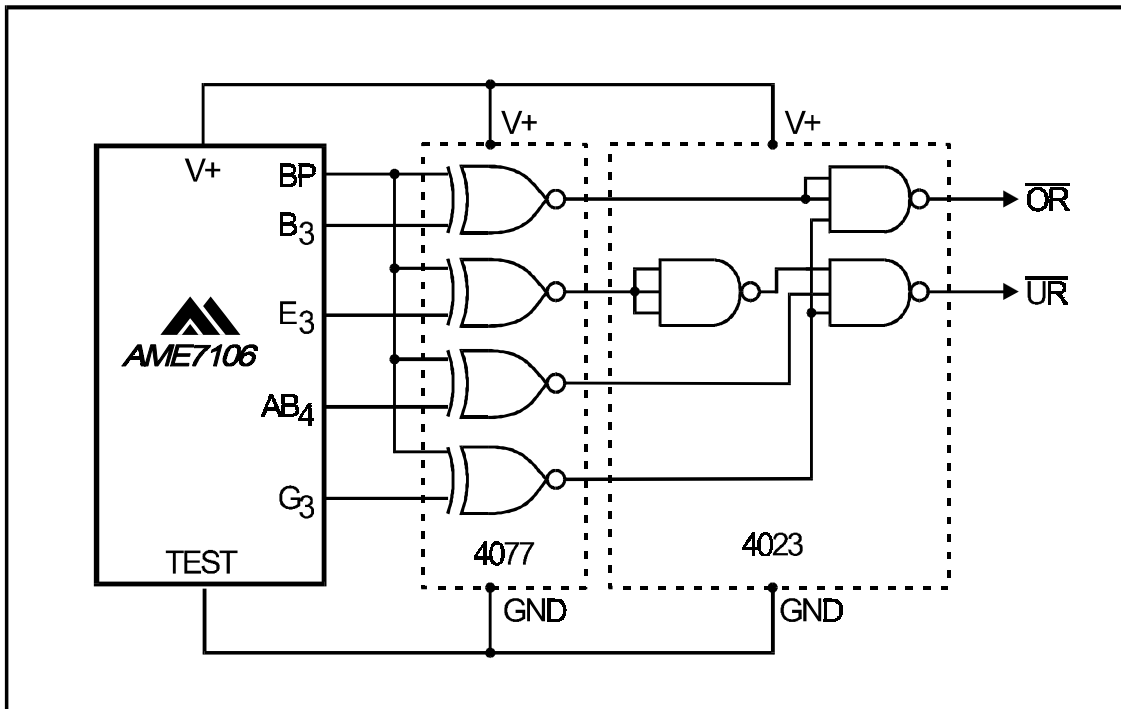 V+
V+
V+
BP
B3
E3
AME7106
AB4
G3
TEST
4077
4023
GND
GND
OR
UR